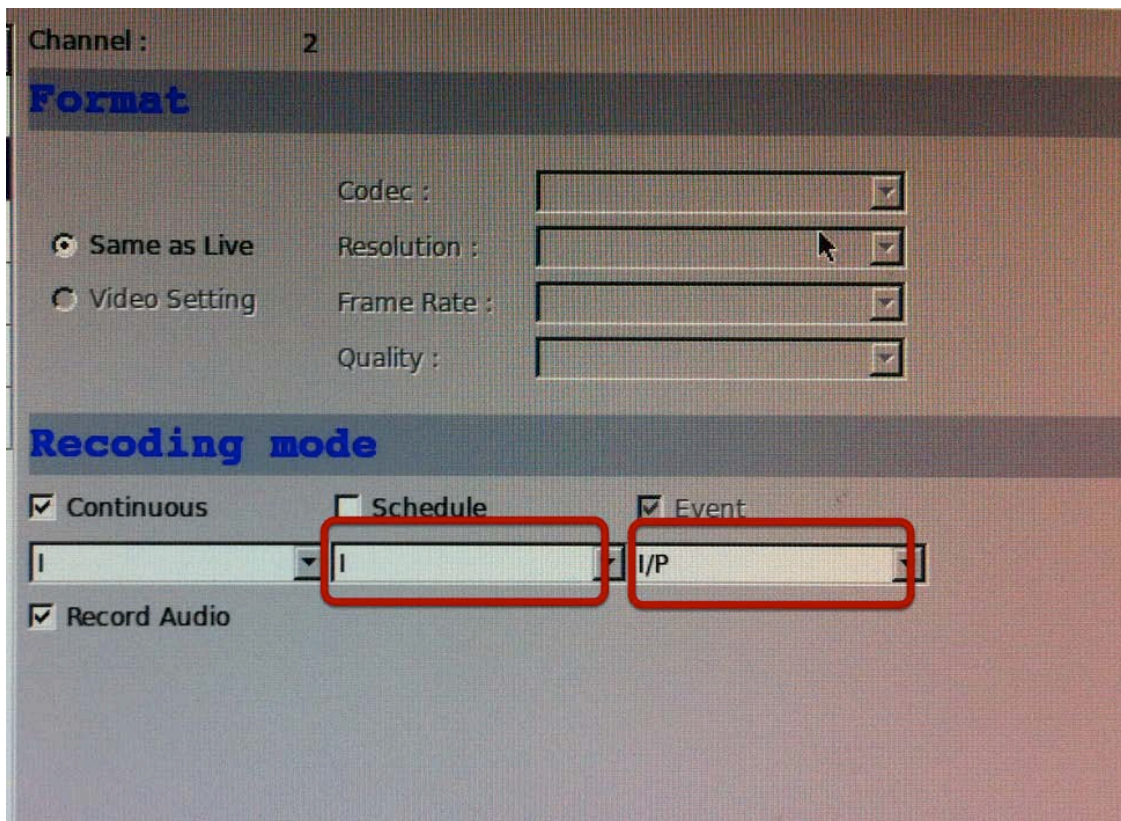 Channel : 2
Format
Codec :
Same as Live Resolution :
Video Setting Frame Rate :
Quality :
Recoding mode
Continuous Schedule Event
I I I/P
Record Audio